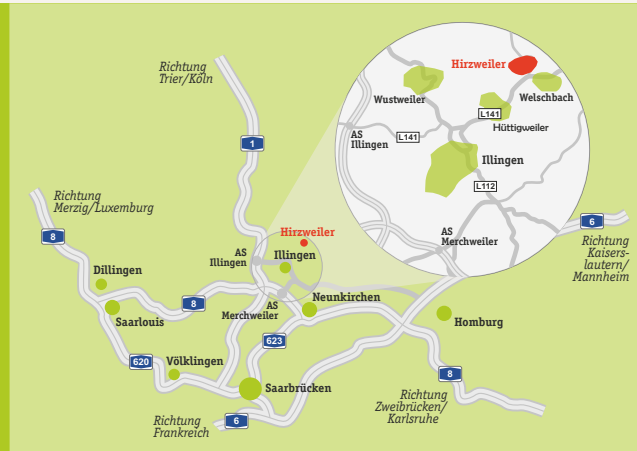 Richtung
Trier/Köln
1
Richtung
Merzig/Luxemburg
8
Hirzweiler
AS
Illingen
Illingen
Dillingen
8
Saarlouis
AS
Merchweiler
Neunkirchen
Homburg
620
Völklingen
623
Saarbrücken
Richtung
Frankreich
6
Richtung
Zweibrücken/
Karlsruhe
8
6
Richtung
Kaisers-
lautern/
Mannheim
Hirzweiler
Wustweiler
Welschbach
L141
Hüttigweiler
AS
Illingen
L141
Illingen
L112
AS
Merchweiler